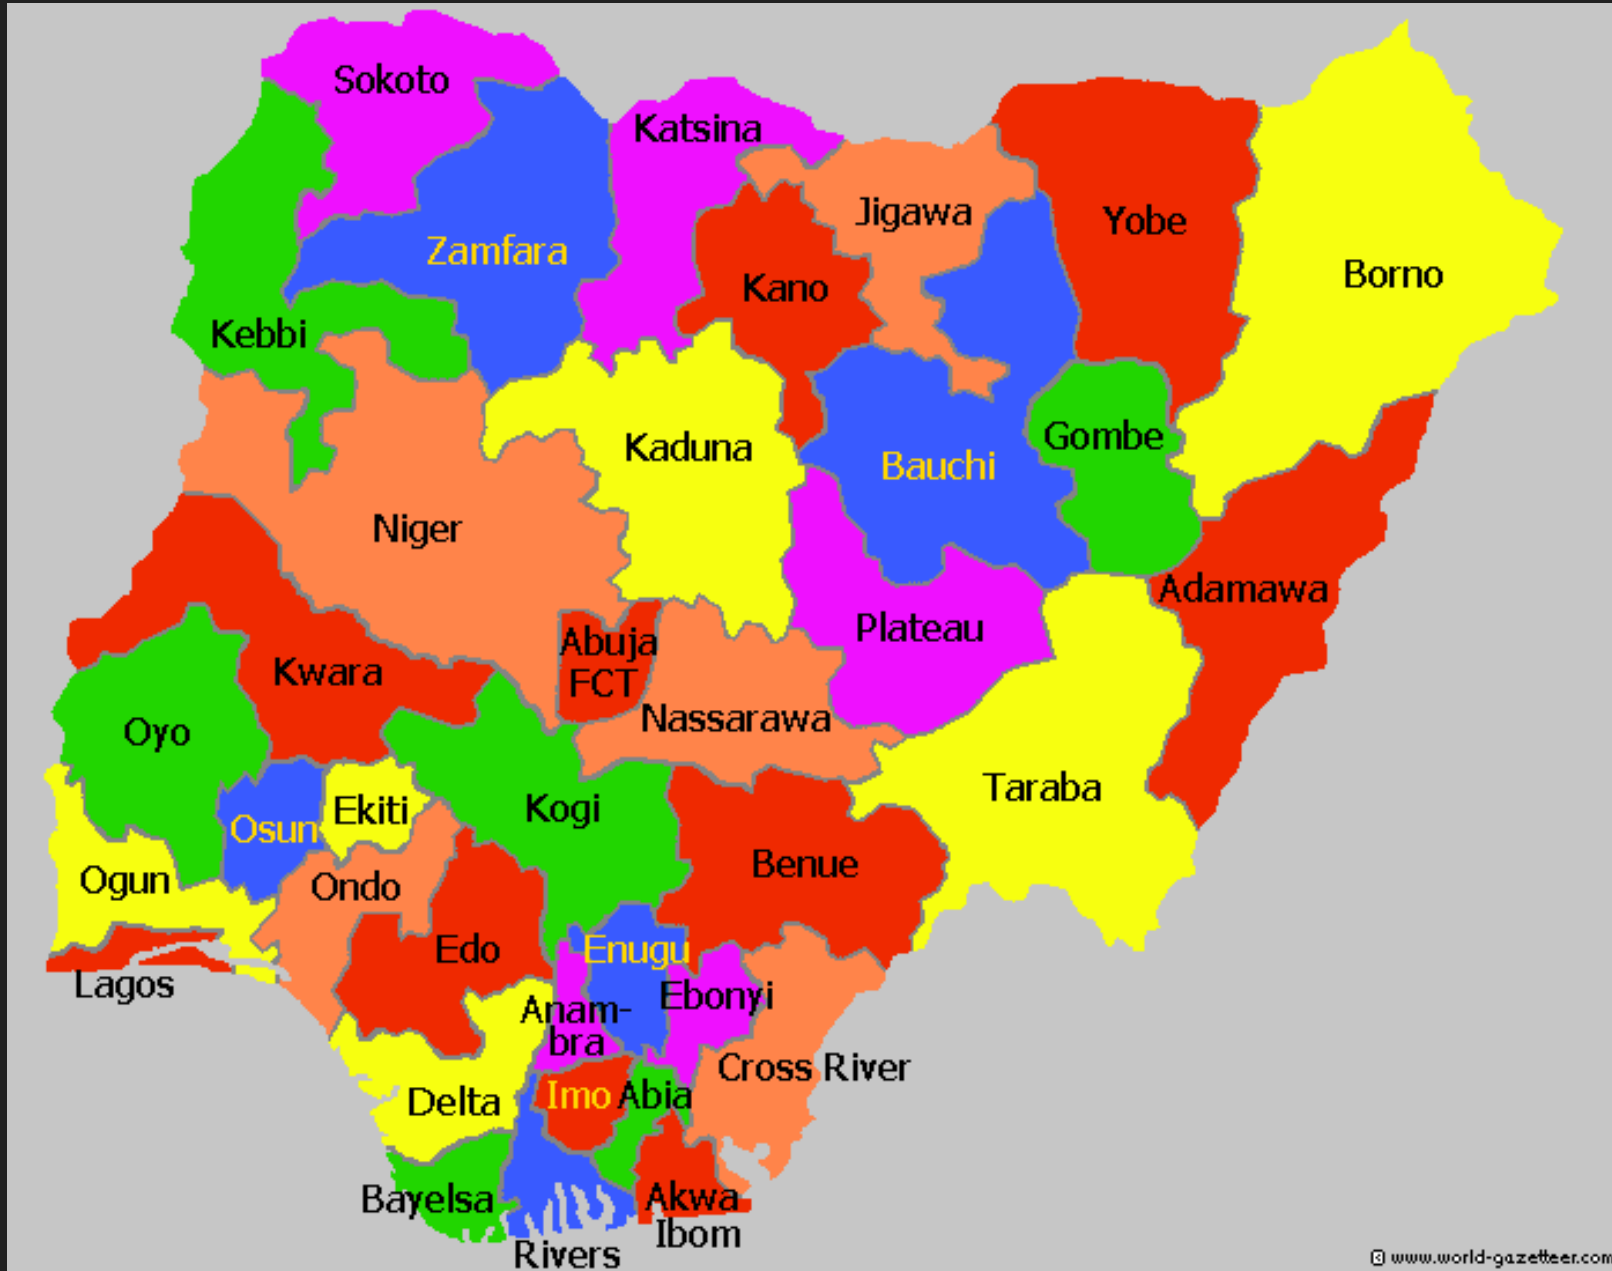 Sokoto
Katsina
Zamfara
Jigawa
Yobe
Borno
Kano
Kebbi
Kaduna
Gombe
Bauchi
Niger
Adamawa
Abuja
FCT
Plateau
Kwara
Nassarawa
Oyo
Taraba
Kogi
Ekiti
Osun
Benue
Ogun
Ondo
Edo
Enugu
Lagos
Ebonyi
Anam-
bra
Cross River
Imo
Abia
Delta
Bayelsa
Akwa
Ibom
Rivers
© www.world-gazetteer.com